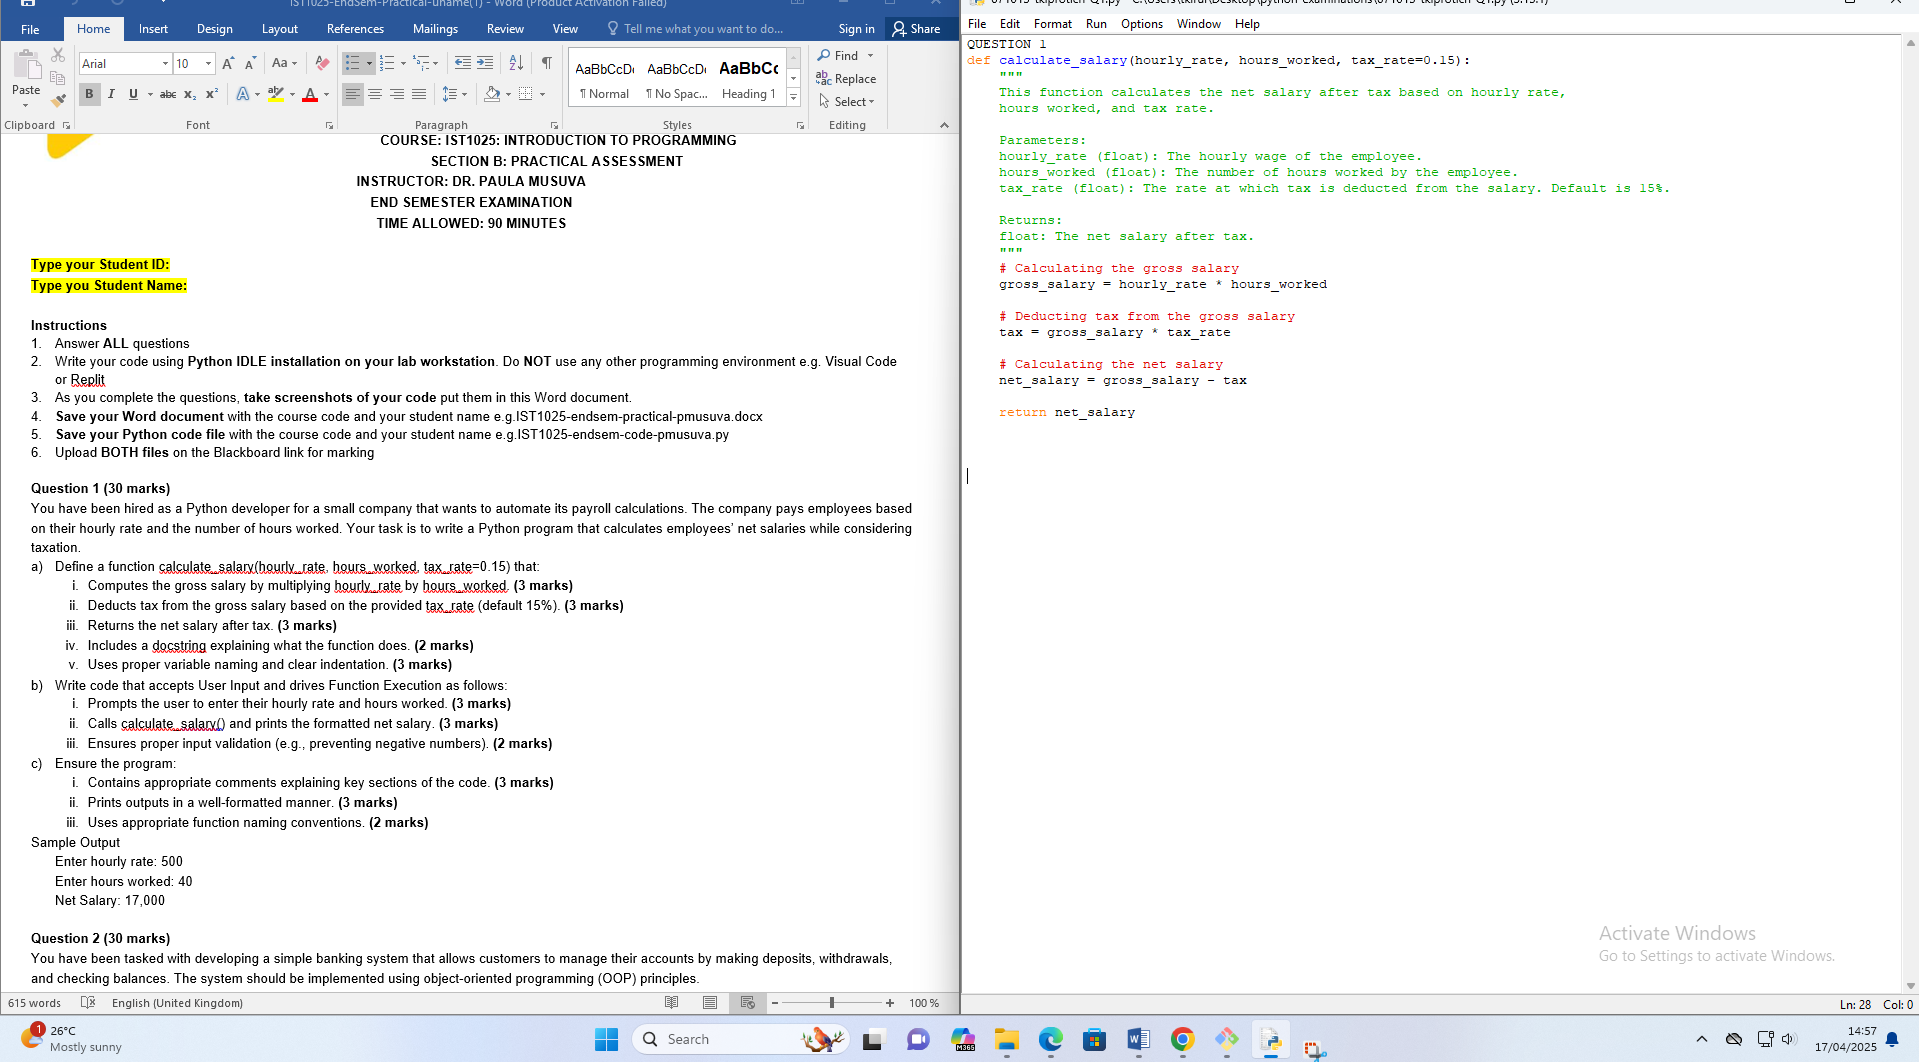 IST1025-EndSem-Practical-uname(1) - Word (Product Activation Failed)
File Home Insert Design Layout References Mailings Review View Tell me what you want to do... Sign in Share
Paste
Arial 10 Aa
B I U abc x₂ x² A ab A
AaBbCcDc AaBbCcDc AaBbCc
¶ Normal ¶ No Spac... Heading 1
Find
Replace
Select
Clipboard Font Paragraph Styles Editing
COURSE: IST1025: INTRODUCTION TO PROGRAMMING
SECTION B: PRACTICAL ASSESSMENT
INSTRUCTOR: DR. PAULA MUSUVA
END SEMESTER EXAMINATION
TIME ALLOWED: 90 MINUTES
Type your Student ID:
Type you Student Name:
Instructions
1. Answer ALL questions
2. Write your code using Python IDLE installation on your lab workstation. Do NOT use any other programming environment e.g. Visual Code
or Replit
3. As you complete the questions, take screenshots of your code put them in this Word document.
4. Save your Word document with the course code and your student name e.g.IST1025-endsem-practical-pmusuva.docx
5. Save your Python code file with the course code and your student name e.g.IST1025-endsem-code-pmusuva.py
6. Upload BOTH files on the Blackboard link for marking
Question 1 (30 marks)
You have been hired as a Python developer for a small company that wants to automate its payroll calculations. The company pays employees based
on their hourly rate and the number of hours worked. Your task is to write a Python program that calculates employees' net salaries while considering
taxation.
a) Define a function calculate_salary(hourly_rate, hours_worked, tax_rate=0.15) that:
i. Computes the gross salary by multiplying hourly_rate by hours_worked. (3 marks)
ii. Deducts tax from the gross salary based on the provided tax_rate (default 15%). (3 marks)
iii. Returns the net salary after tax. (3 marks)
iv. Includes a docstring explaining what the function does. (2 marks)
v. Uses proper variable naming and clear indentation. (3 marks)
b) Write code that accepts User Input and drives Function Execution as follows:
i. Prompts the user to enter their hourly rate and hours worked. (3 marks)
ii. Calls calculate_salary() and prints the formatted net salary. (3 marks)
iii. Ensures proper input validation (e.g., preventing negative numbers). (2 marks)
c) Ensure the program:
i. Contains appropriate comments explaining key sections of the code. (3 marks)
ii. Prints outputs in a well-formatted manner. (3 marks)
iii. Uses appropriate function naming conventions. (2 marks)
Sample Output
Enter hourly rate: 500
Enter hours worked: 40
Net Salary: 17,000
Question 2 (30 marks)
You have been tasked with developing a simple banking system that allows customers to manage their accounts by making deposits, withdrawals,
and checking balances. The system should be implemented using object-oriented programming (OOP) principles.
615 words English (United Kingdom) 100 %
File Edit Format Run Options Window Help
QUESTION 1
def calculate_salary(hourly_rate, hours_worked, tax_rate=0.15):
"""
This function calculates the net salary after tax based on hourly rate,
hours worked, and tax rate.
Parameters:
hourly_rate (float): The hourly wage of the employee.
hours_worked (float): The number of hours worked by the employee.
tax_rate (float): The rate at which tax is deducted from the salary. Default is 15%.
Returns:
float: The net salary after tax.
"""
# Calculating the gross salary
gross_salary = hourly_rate * hours_worked
# Deducting tax from the gross salary
tax = gross_salary * tax_rate
# Calculating the net salary
net_salary = gross_salary - tax
return net_salary
Activate Windows
Go to Settings to activate Windows.
Ln: 28 Col: 0
1
26°C
Mostly sunny
Search
M365
14:57
17/04/2025